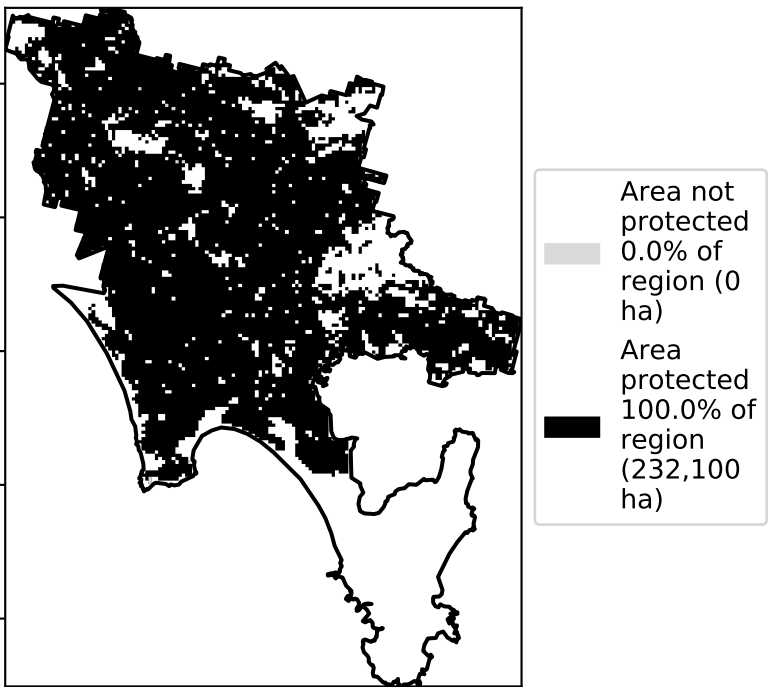 Area not
protected
0.0% of
region (0
ha)
Area
protected
100.0% of
region
(232,100
ha)